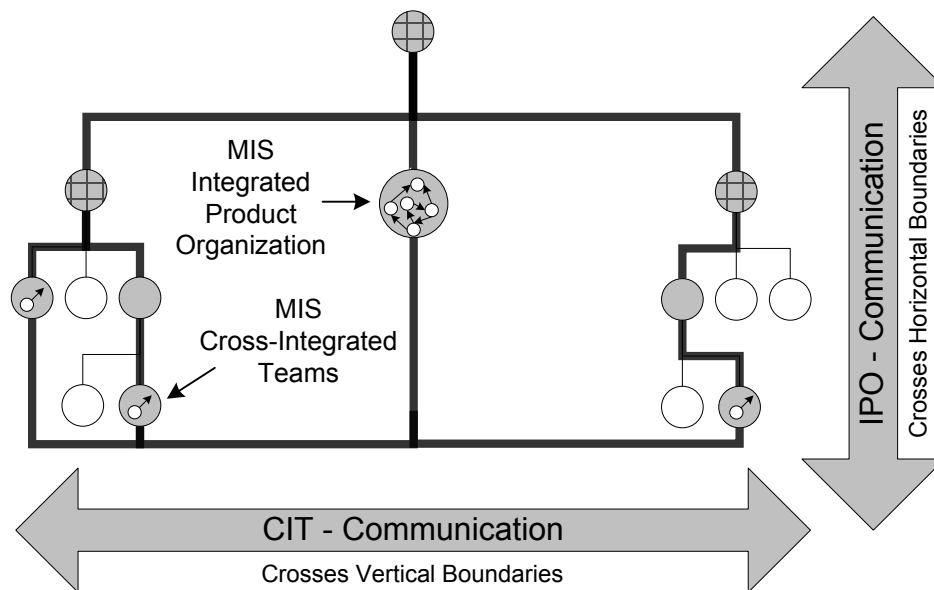 MIS
Integrated
Product
Organization
MIS
Cross-Integrated
Teams
IPO - Communication
Crosses Horizontal Boundaries
CIT - Communication
Crosses Vertical Boundaries